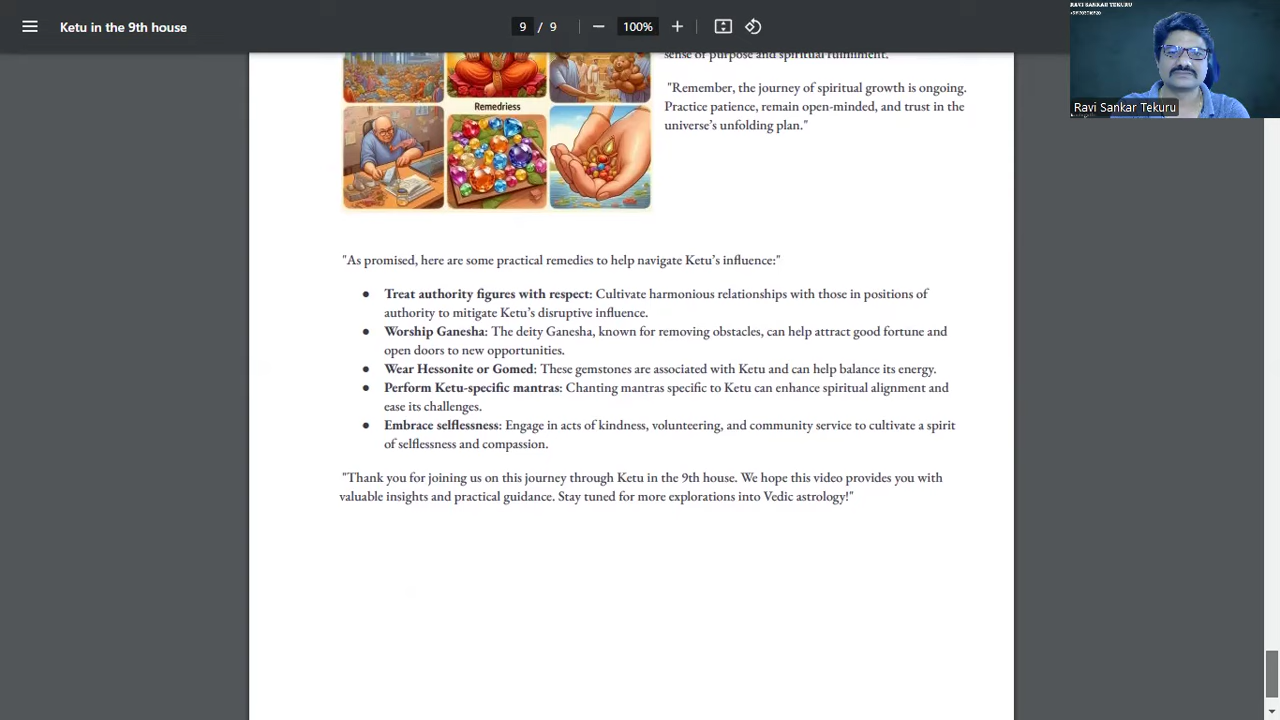 Ketu in the 9th house
9 / 9
100%
RAVI SANKAR TEKURU
Ravi Sankar Tekuru
sense of purpose and spiritual fulfillment.
"Remember, the journey of spiritual growth is ongoing.
Practice patience, remain open-minded, and trust in the
universe’s unfolding plan."
Remedriess
"As promised, here are some practical remedies to help navigate Ketu’s influence:"
● Treat authority figures with respect: Cultivate harmonious relationships with those in positions of
authority to mitigate Ketu’s disruptive influence.
● Worship Ganesha: The deity Ganesha, known for removing obstacles, can help attract good fortune and
open doors to new opportunities.
● Wear Hessonite or Gomed: These gemstones are associated with Ketu and can help balance its energy.
● Perform Ketu-specific mantras: Chanting mantras specific to Ketu can enhance spiritual alignment and
ease its challenges.
● Embrace selflessness: Engage in acts of kindness, volunteering, and community service to cultivate a spirit
of selflessness and compassion.
"Thank you for joining us on this journey through Ketu in the 9th house. We hope this video provides you with
valuable insights and practical guidance. Stay tuned for more explorations into Vedic astrology!"